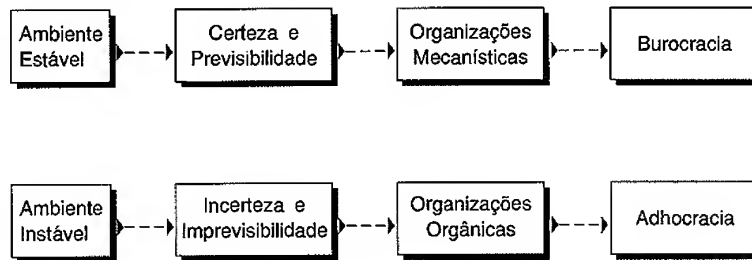 Ambiente
Estável
Certeza e
Previsibilidade
Organizações
Mecanísticas
Burocracia
Ambiente
Instável
Incerteza e
Imprevisibilidade
Organizações
Orgânicas
Adhocracia